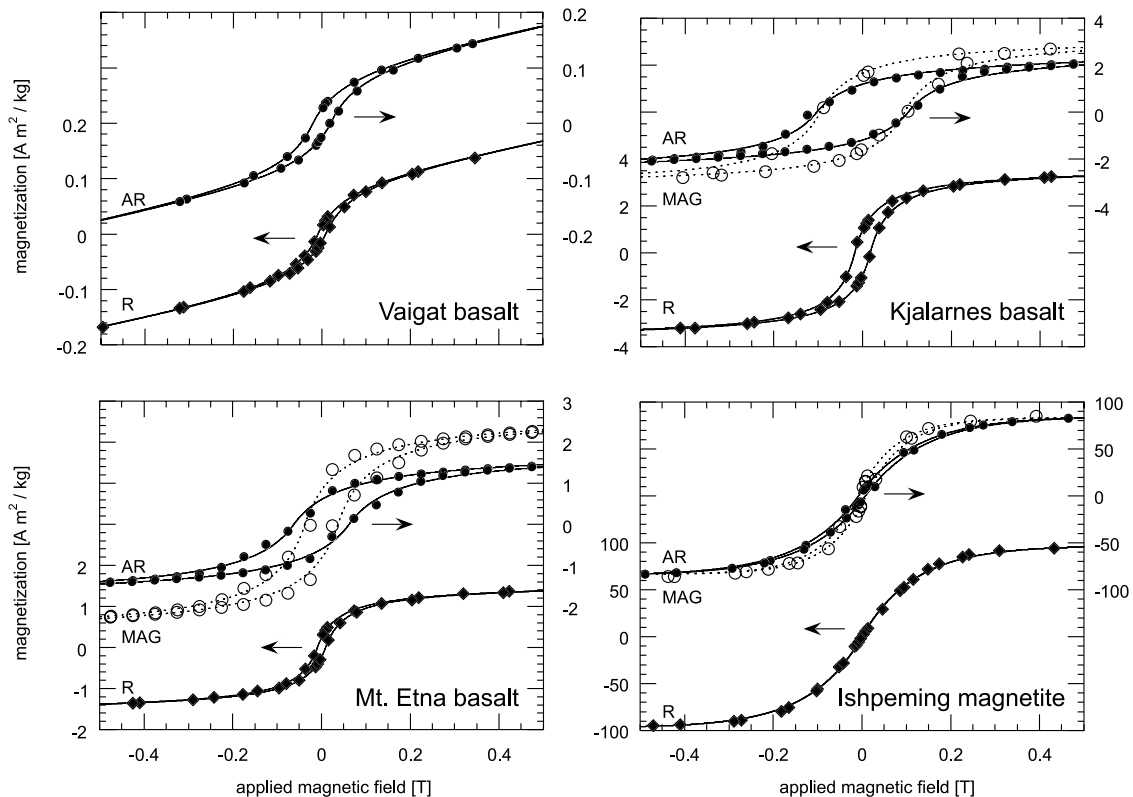 0.2
0.1
0
-0.1
-0.2
magnetization [A m² / kg]
0.2
0.1
0
-0.1
-0.2
AR
R
Vaigat basalt
4
2
0
-2
-4
4
2
0
-2
-4
AR
MAG
R
Kjalarnes basalt
3
2
1
0
-1
-2
magnetization [A m² / kg]
2
1
0
-1
-2
AR
MAG
R
Mt. Etna basalt
-0.4
-0.2
0
0.2
0.4
applied magnetic field [T]
100
50
0
-50
-100
100
50
0
-50
-100
AR
MAG
R
Ishpeming magnetite
-0.4
-0.2
0
0.2
0.4
applied magnetic field [T]